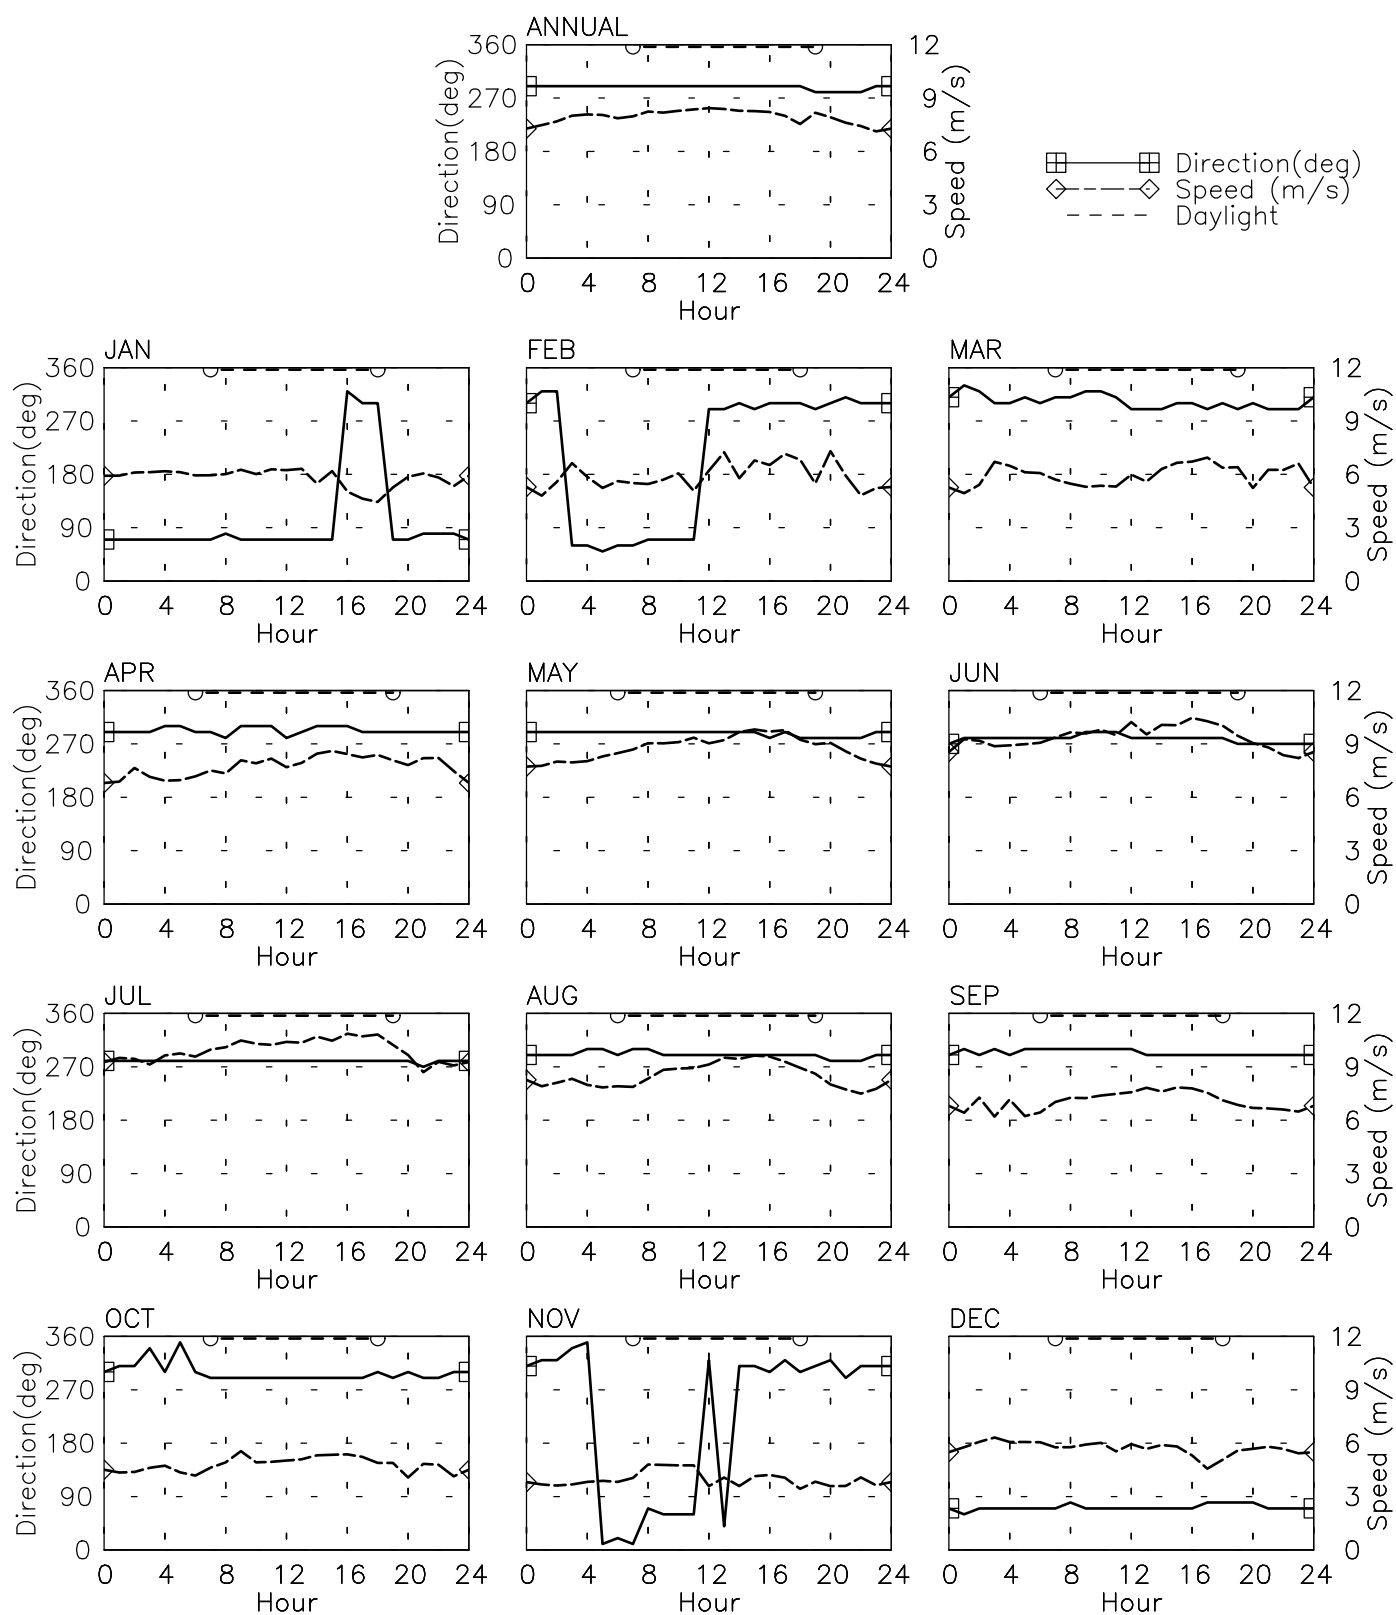 ANNUAL
360 270 180 90 0
Direction(deg)
12 9 6 3 0
Speed (m/s)
0 4 8 12 16 20 24
Hour
Direction(deg)
Speed (m/s)
Daylight
JAN
360 270 180 90 0
Direction(deg)
0 4 8 12 16 20 24
Hour
FEB
0 4 8 12 16 20 24
Hour
MAR
12 9 6 3 0
Speed (m/s)
0 4 8 12 16 20 24
Hour
APR
360 270 180 90 0
Direction(deg)
0 4 8 12 16 20 24
Hour
MAY
0 4 8 12 16 20 24
Hour
JUN
12 9 6 3 0
Speed (m/s)
0 4 8 12 16 20 24
Hour
JUL
360 270 180 90 0
Direction(deg)
0 4 8 12 16 20 24
Hour
AUG
0 4 8 12 16 20 24
Hour
SEP
12 9 6 3 0
Speed (m/s)
0 4 8 12 16 20 24
Hour
OCT
360 270 180 90 0
Direction(deg)
0 4 8 12 16 20 24
Hour
NOV
0 4 8 12 16 20 24
Hour
DEC
12 9 6 3 0
Speed (m/s)
0 4 8 12 16 20 24
Hour